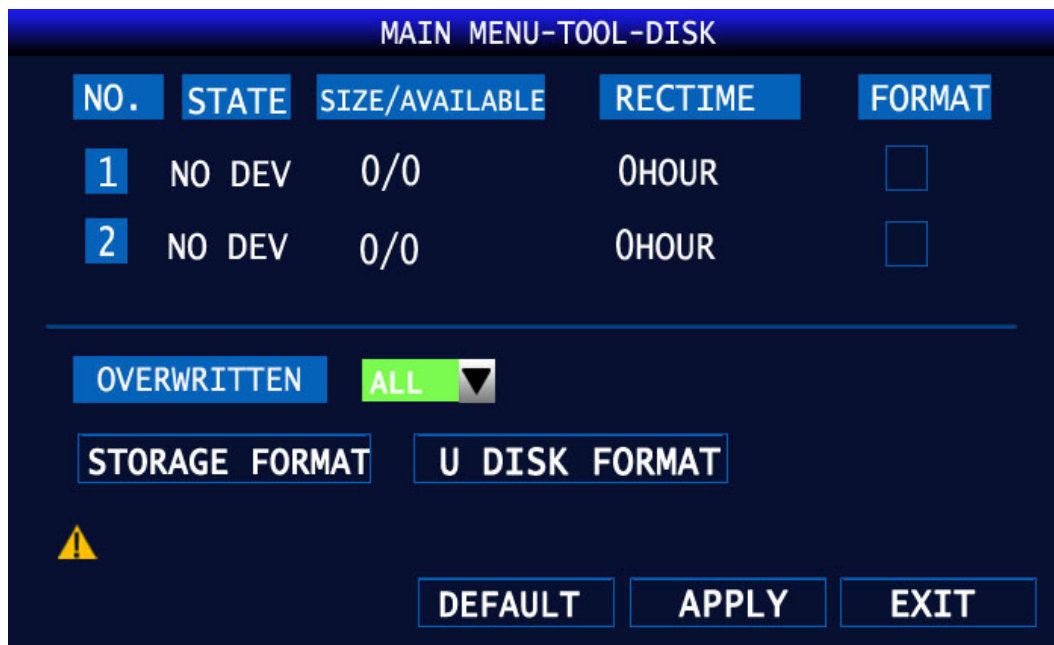 MAIN MENU-TOOL-DISK
NO. STATE SIZE/AVAILABLE RECTIME FORMAT
1 NO DEV 0/0 0HOUR
2 NO DEV 0/0 0HOUR
OVERWRITTEN ALL
STORAGE FORMAT U DISK FORMAT
DEFAULT APPLY EXIT